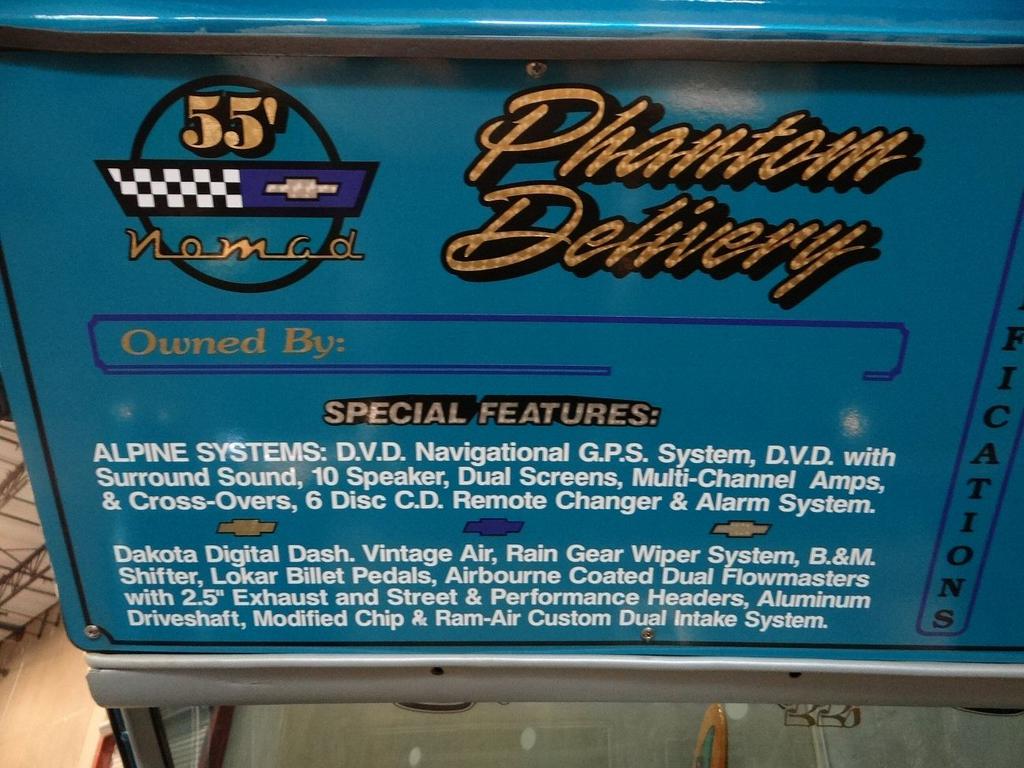 55'
Nomad
Phantom
Delivery
Owned By:
SPECIAL FEATURES:
ALPINE SYSTEMS: D.V.D. Navigational G.P.S. System, D.V.D. with
Surround Sound, 10 Speaker, Dual Screens, Multi-Channel Amps,
& Cross-Overs, 6 Disc C.D. Remote Changer & Alarm System.
Dakota Digital Dash. Vintage Air, Rain Gear Wiper System, B.&M.
Shifter, Lokar Billet Pedals, Airbourne Coated Dual Flowmasters
with 2.5" Exhaust and Street & Performance Headers, Aluminum
Driveshaft, Modified Chip & Ram-Air Custom Dual Intake System.
FICATIONS